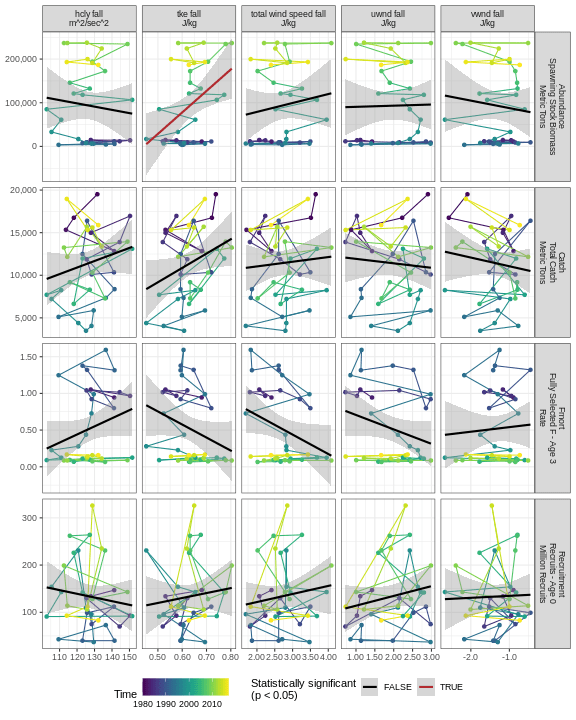 hcly fall
m^2/sec^2
tke fall
J/kg
total wind speed fall
J/kg
uwnd fall
J/kg
vwnd fall
J/kg
200,000
100,000
0
Abundance
Spawning Stock Biomass
Metric Tons
20,000
15,000
10,000
5,000
Catch
Total Catch
Metric Tons
1.50
1.00
0.50
0.00
Fmort
Fully Selected F - Age 3
Rate
300
200
100
Recruitment
Recruits - Age 0
Million Recruits
110 120 130 140 150
0.50 0.60 0.70 0.80
2.00 2.50 3.00 3.50 4.00
1.00 1.50 2.00 2.50 3.00
-2.0 -1.0
Time
1980 1990 2000 2010
Statistically significant
(p < 0.05)
FALSE
TRUE